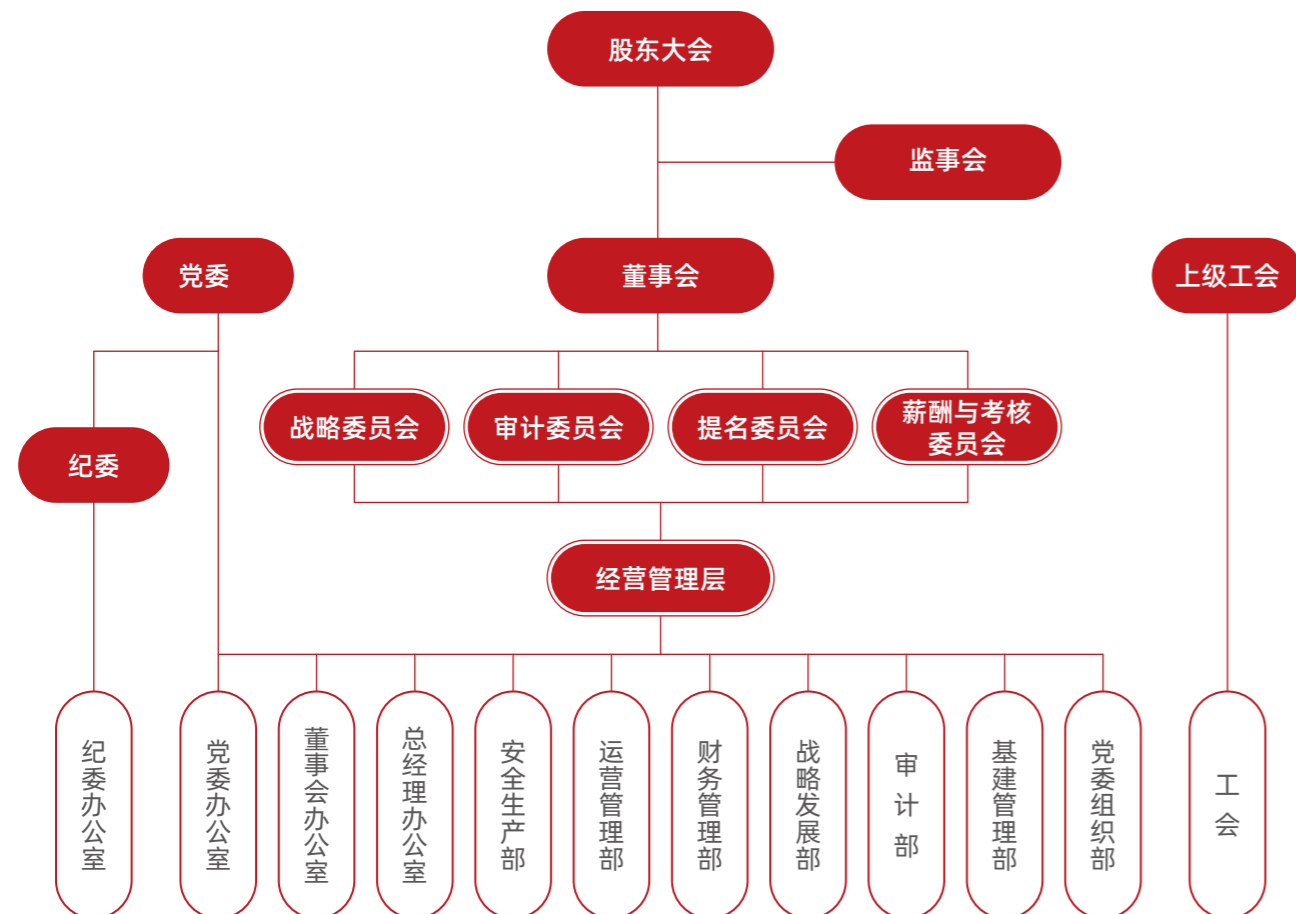 股东大会
监事会
党委
董事会
上级工会
战略委员会
审计委员会
提名委员会
薪酬与考核
委员会
纪委
经营管理层
纪委办公室
党委办公室
董事会办公室
总经理办公室
安全生产部
运营管理部
财务管理部
战略发展部
审计部
基建管理部
党委组织部
工会